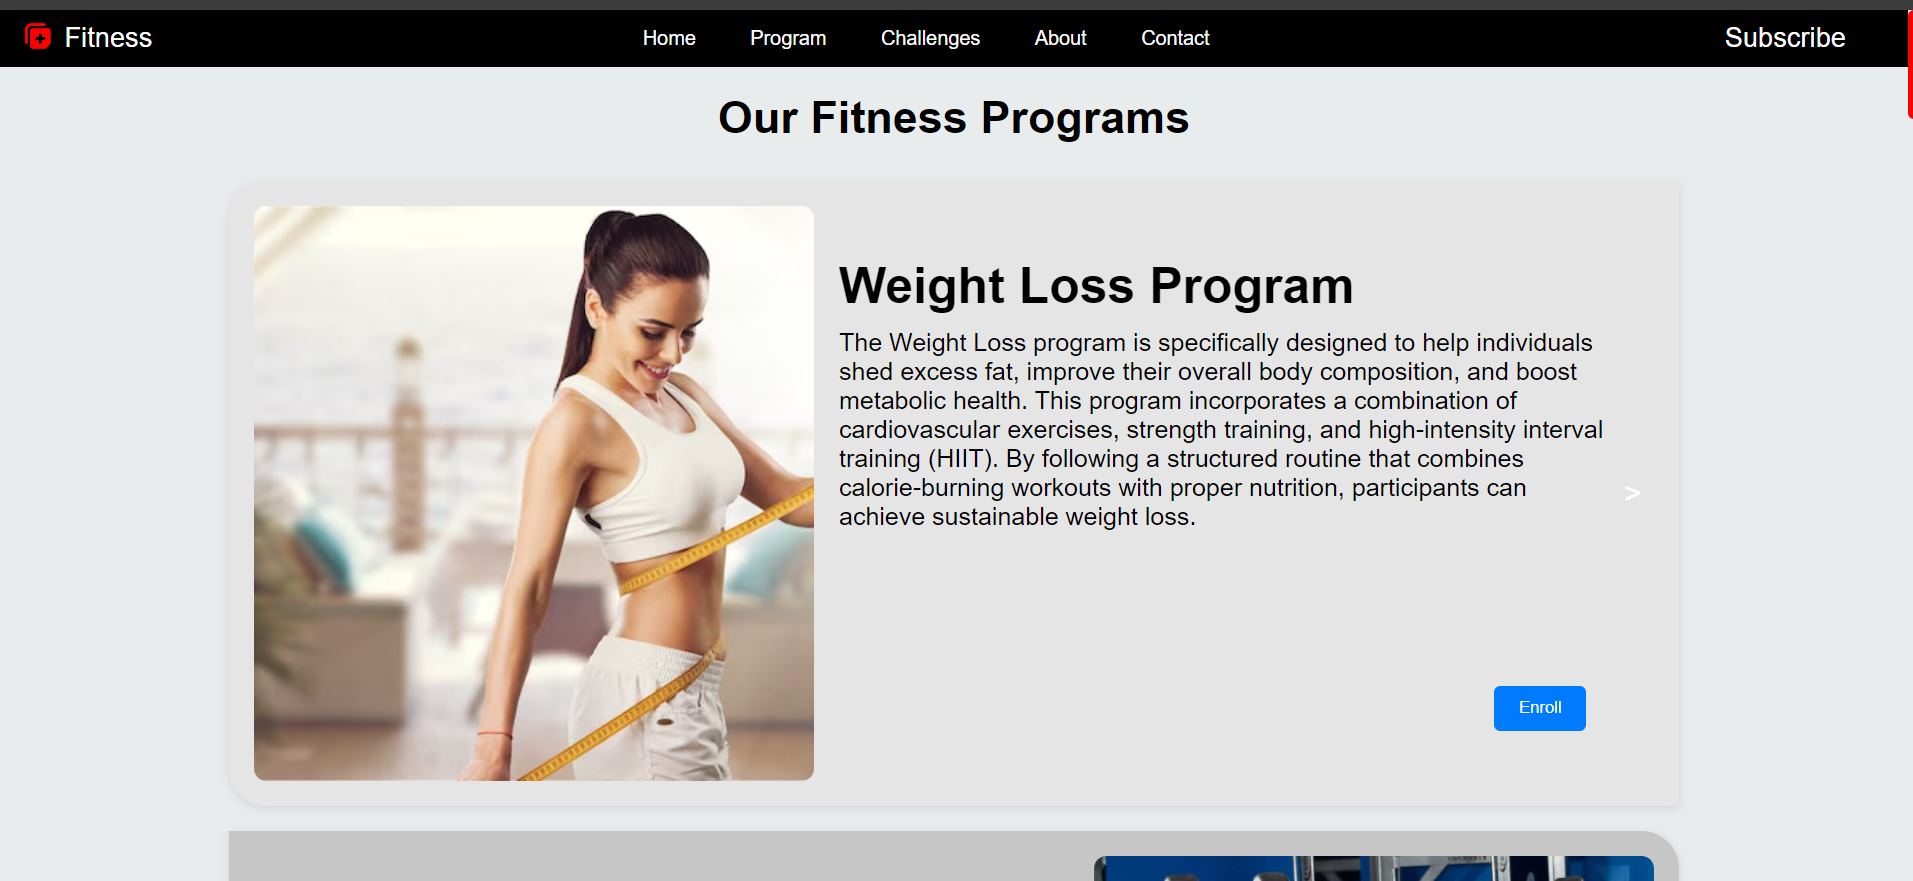 Fitness
Home Program Challenges About Contact
Subscribe
Our Fitness Programs
Weight Loss Program
The Weight Loss program is specifically designed to help individuals
shed excess fat, improve their overall body composition, and boost
metabolic health. This program incorporates a combination of
cardiovascular exercises, strength training, and high-intensity interval
training (HIIT). By following a structured routine that combines
calorie-burning workouts with proper nutrition, participants can
achieve sustainable weight loss.
>
Enroll